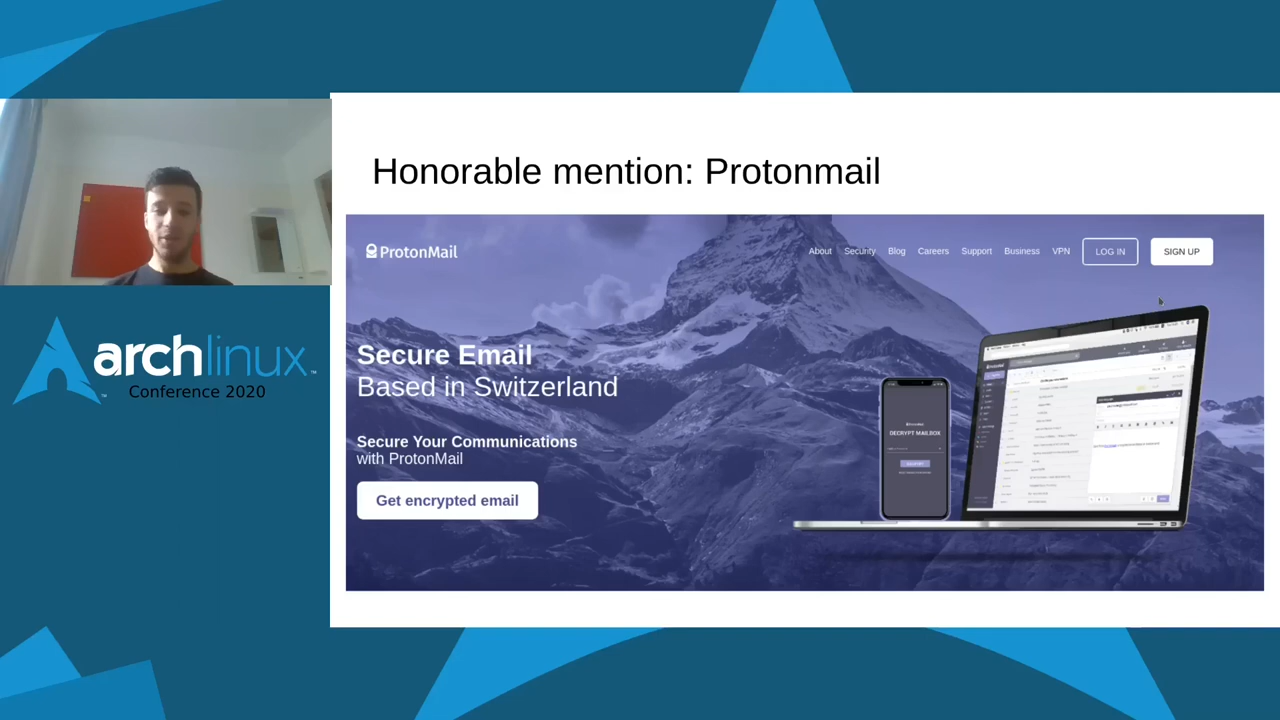 Honorable mention: Protonmail
ProtonMail
About Security Blog Careers Support Business VPN LOG IN SIGN UP
Secure Email
Based in Switzerland
Secure Your Communications
with ProtonMail
Get encrypted email
DECRYPT MAILBOX
archlinux™
Conference 2020